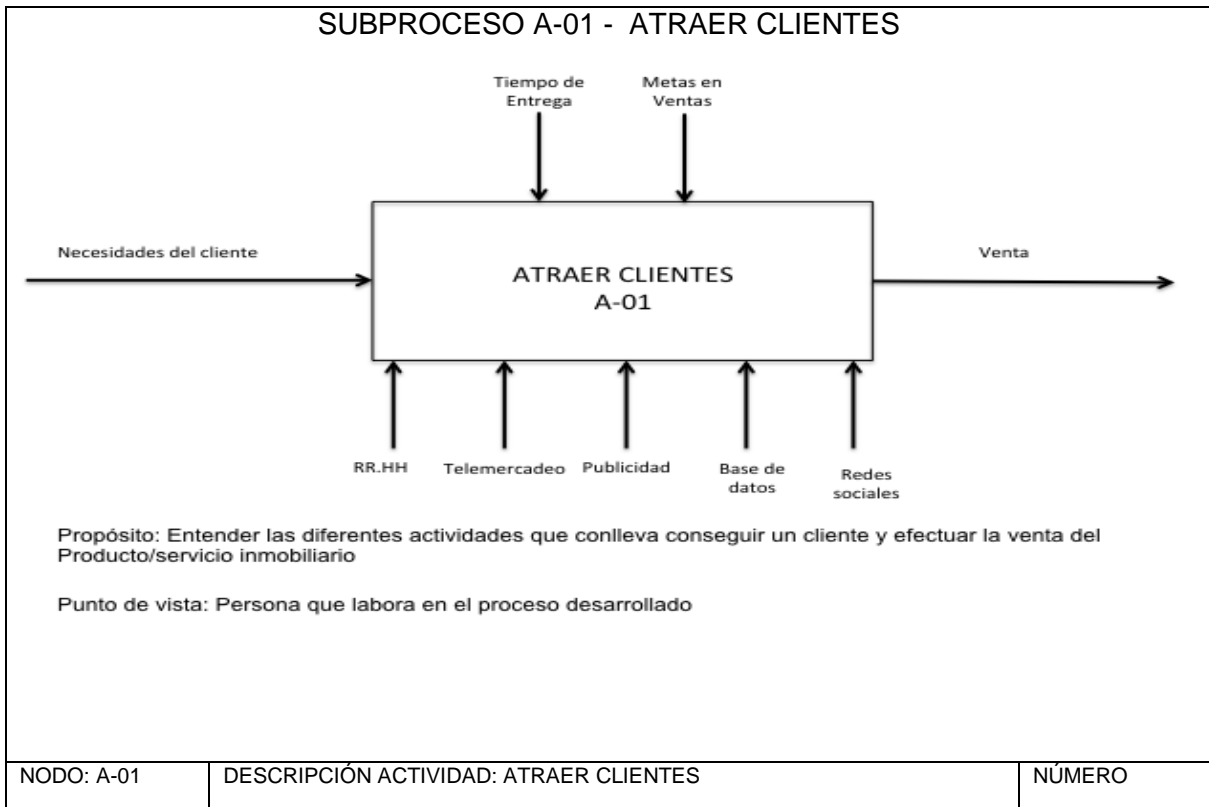 SUBPROCESO A-01 - ATRAER CLIENTES
Tiempo de
Entrega
Metas en
Ventas
Necesidades del cliente
ATRAER CLIENTES
A-01
Venta
RR.HH
Telemercadeo
Publicidad
Base de
datos
Redes
sociales
Propósito: Entender las diferentes actividades que conlleva conseguir un cliente y efectuar la venta del
Producto/servicio inmobiliario
Punto de vista: Persona que labora en el proceso desarrollado
NODO: A-01
DESCRIPCIÓN ACTIVIDAD: ATRAER CLIENTES
NÚMERO